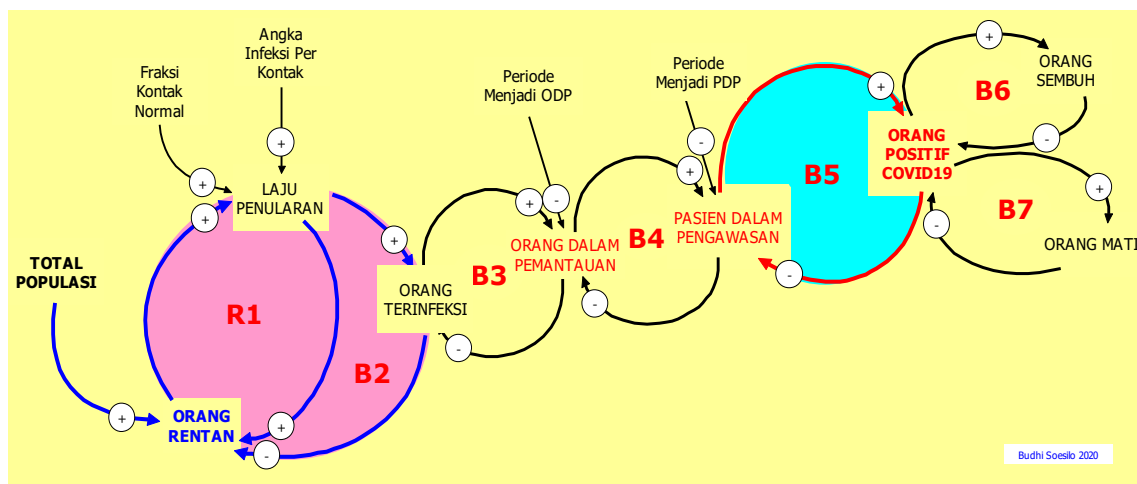 Angka
Infeksi Per
Kontak
Fraksi
Kontak
Normal
Periode
Menjadi ODP
Periode
Menjadi PDP
ORANG
SEMBUH
B6
ORANG
POSITIF
COVID19
B5
B7
ORANG MATI
LAJU
PENULARAN
PASIEN DALAM
PENGAWASAN
B4
ORANG DALAM
PEMANTAUAN
B3
ORANG
TERINFEKSI
TOTAL
POPULASI
R1
B2
ORANG
RENTAN
+
+
+
+
+
+
-
+
-
-
+
-
-
+
-
+
-
+
-
+
-
Budhi Soesilo 2020